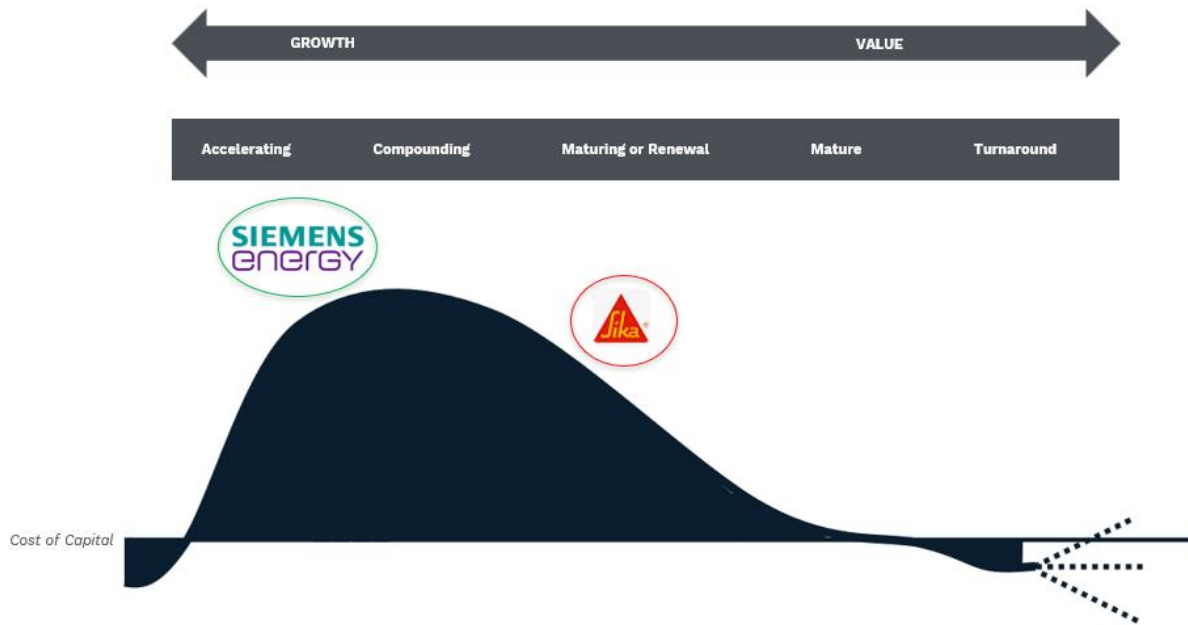 GROWTH VALUE
Accelerating Compounding Maturing or Renewal Mature Turnaround
SIEMENS
energy
Sika®
Cost of Capital